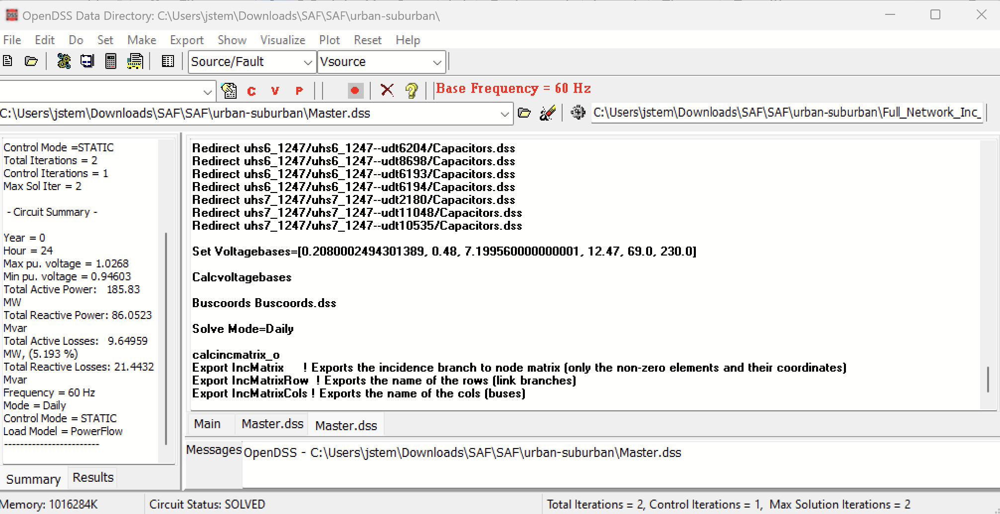 OpenDSS Data Directory: C:\Users\jstem\Downloads\SAF\SAF\urban-suburban\
File Edit Do Set Make Export Show Visualize Plot Reset Help
Source/Fault Vsource
C V P Base Frequency = 60 Hz
C:\Users\jstem\Downloads\SAF\SAF\urban-suburban\Master.dss
C:\Users\jstem\Downloads\SAF\SAF\urban-suburban\Full_Network_Inc_
Control Mode =STATIC
Total Iterations = 2
Control Iterations = 1
Max Sol Iter = 2
- Circuit Summary -
Year = 0
Hour = 24
Max pu. voltage = 1.0268
Min pu. voltage = 0.94603
Total Active Power: 185.83
MW
Total Reactive Power: 86.0523
Mvar
Total Active Losses: 9.64959
MW, (5.193 %)
Total Reactive Losses: 21.4432
Mvar
Frequency = 60 Hz
Mode = Daily
Control Mode = STATIC
Load Model = PowerFlow
------------------------
Summary Results
Redirect uhs6_1247/uhs6_1247--udt6204/Capacitors.dss
Redirect uhs6_1247/uhs6_1247--udt8698/Capacitors.dss
Redirect uhs6_1247/uhs6_1247--udt6193/Capacitors.dss
Redirect uhs6_1247/uhs6_1247--udt6194/Capacitors.dss
Redirect uhs7_1247/uhs7_1247--udt2180/Capacitors.dss
Redirect uhs7_1247/uhs7_1247--udt11048/Capacitors.dss
Redirect uhs7_1247/uhs7_1247--udt10535/Capacitors.dss
Set Voltagebases=[0.2080002494301389, 0.48, 7.199560000000001, 12.47, 69.0, 230.0]
Calcvoltagebases
Buscoords Buscoords.dss
Solve Mode=Daily
calcincmatrix_o
Export IncMatrix ! Exports the incidence branch to node matrix (only the non-zero elements and their coordinates)
Export IncMatrixRow ! Exports the name of the rows (link branches)
Export IncMatrixCols ! Exports the name of the cols (buses)
Main Master.dss Master.dss
Messages OpenDSS - C:\Users\jstem\Downloads\SAF\SAF\urban-suburban\Master.dss
Memory: 1016284K Circuit Status: SOLVED Total Iterations = 2, Control Iterations = 1, Max Solution Iterations = 2